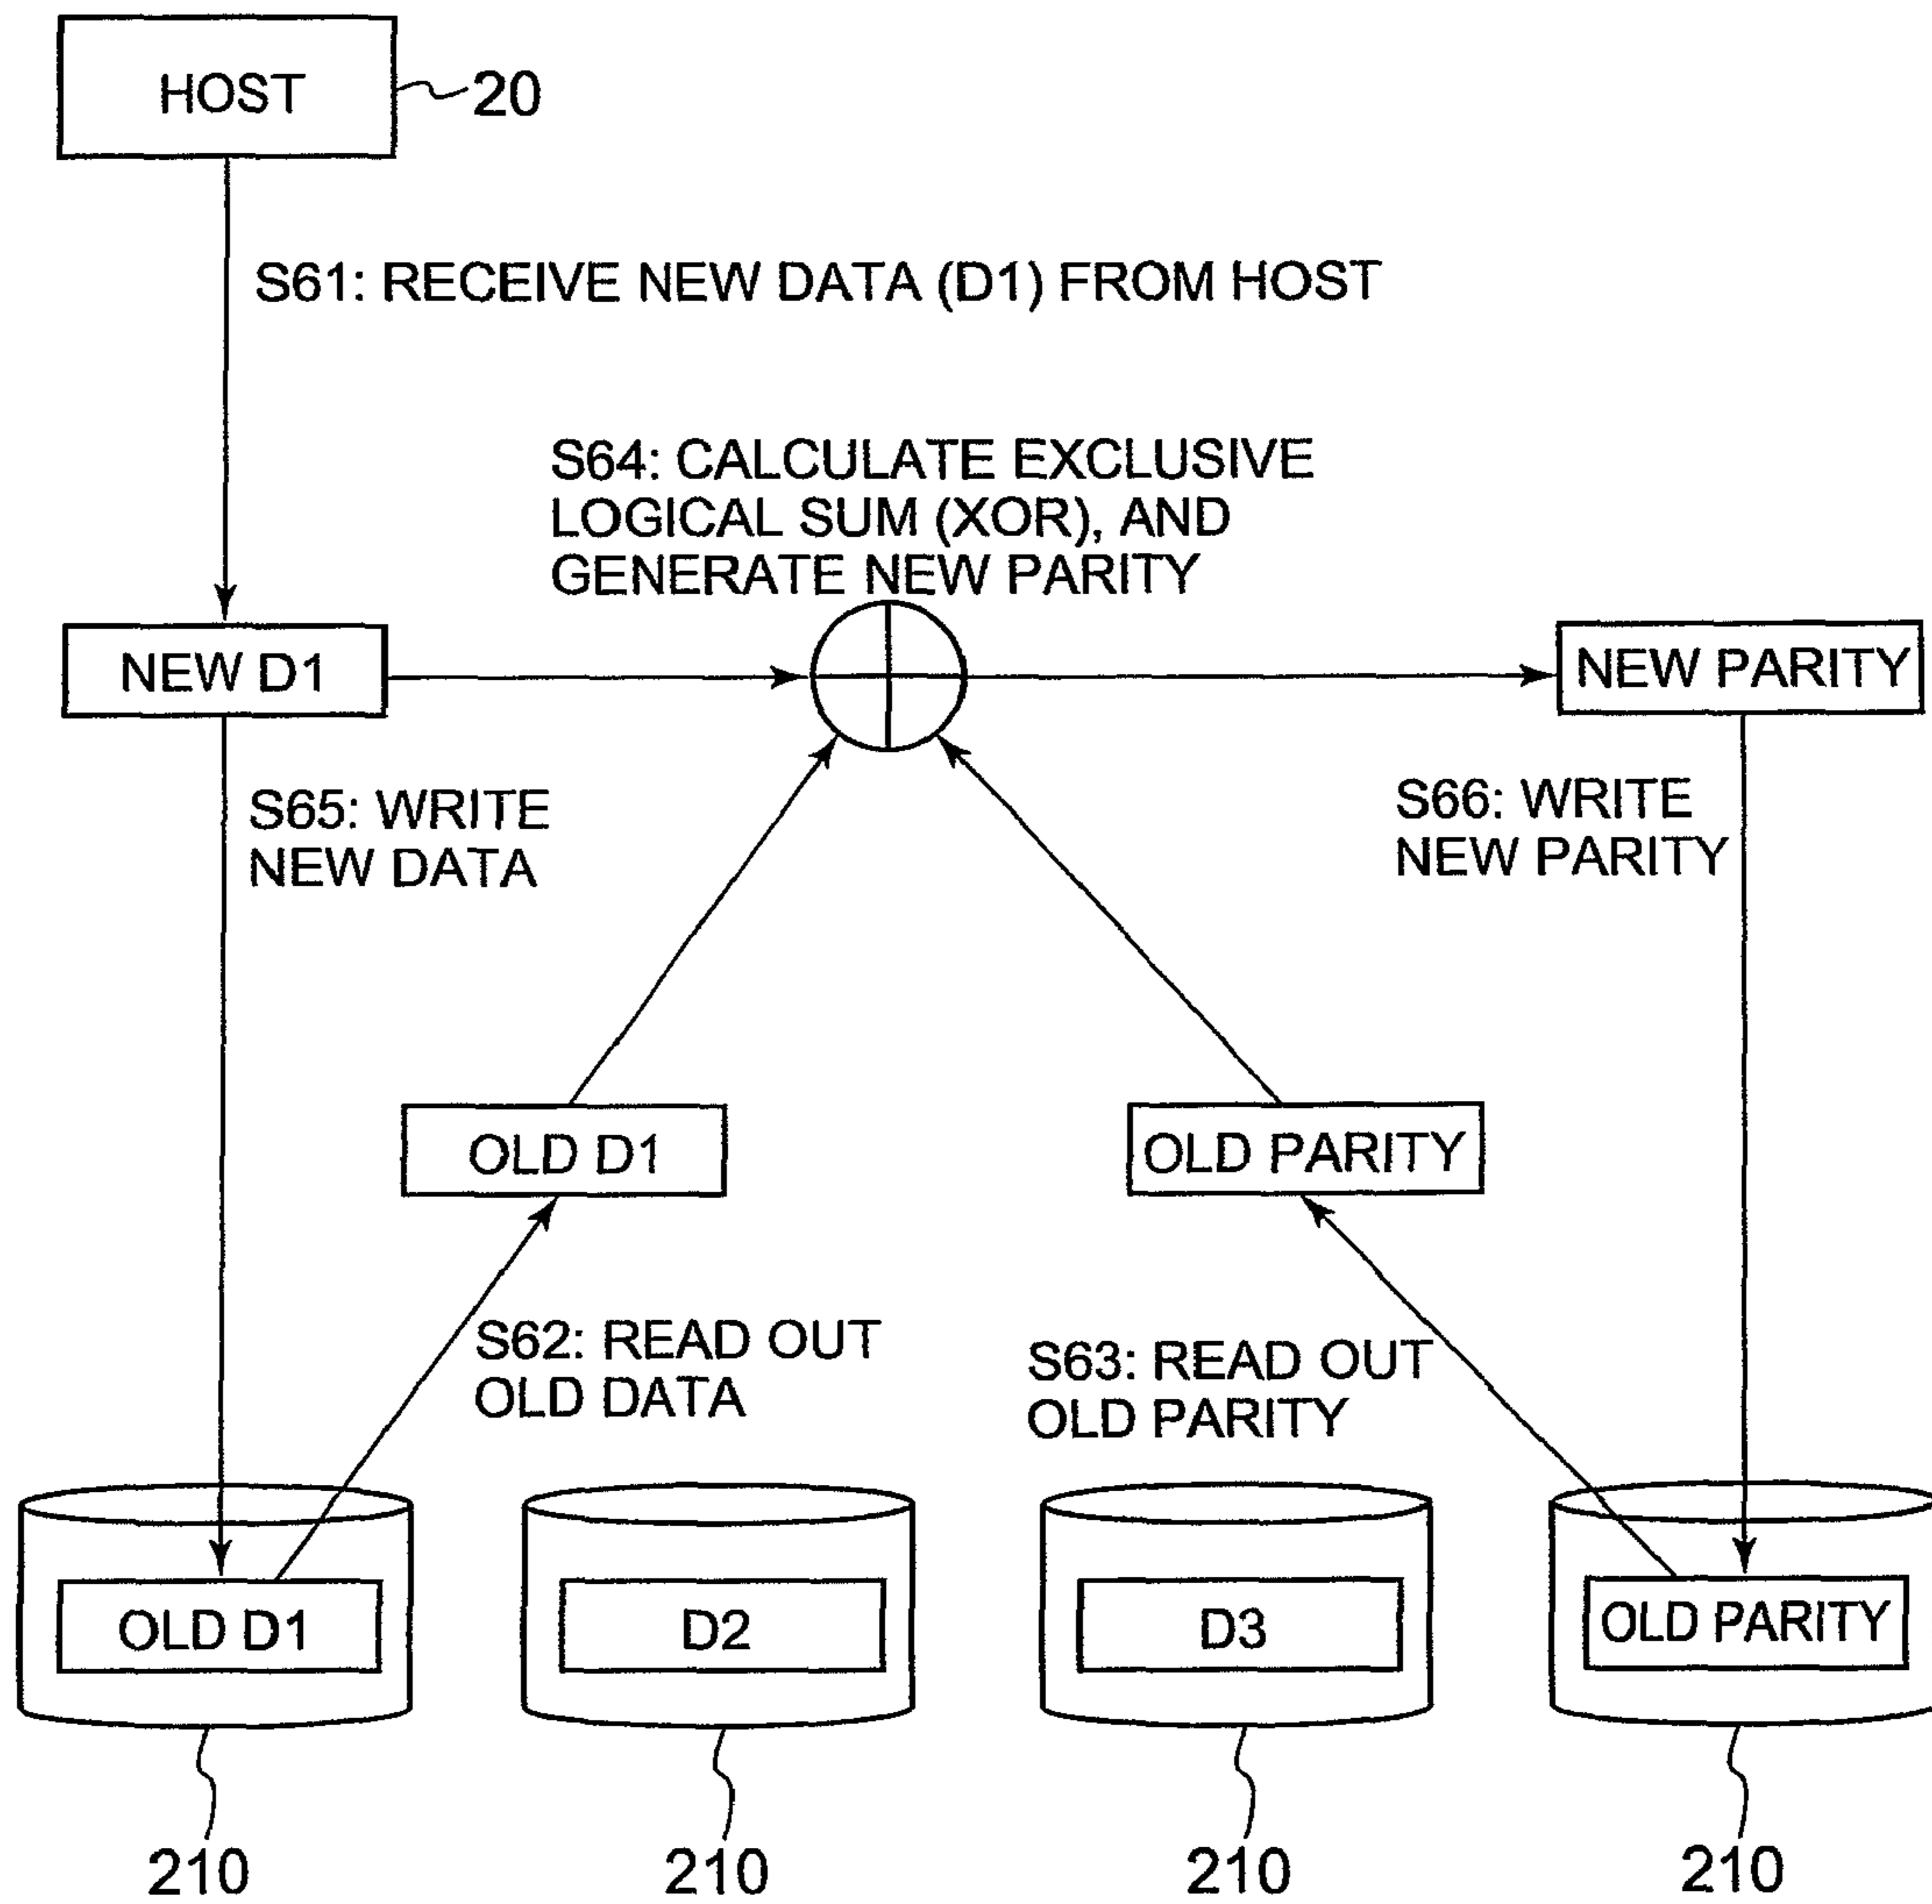 HOST
20
S61: RECEIVE NEW DATA (D1) FROM HOST
S64: CALCULATE EXCLUSIVE
LOGICAL SUM (XOR), AND
GENERATE NEW PARITY
NEW D1
NEW PARITY
S65: WRITE
NEW DATA
S66: WRITE
NEW PARITY
OLD D1
OLD PARITY
S62: READ OUT
OLD DATA
S63: READ OUT
OLD PARITY
OLD D1
D2
D3
OLD PARITY
210
210
210
210